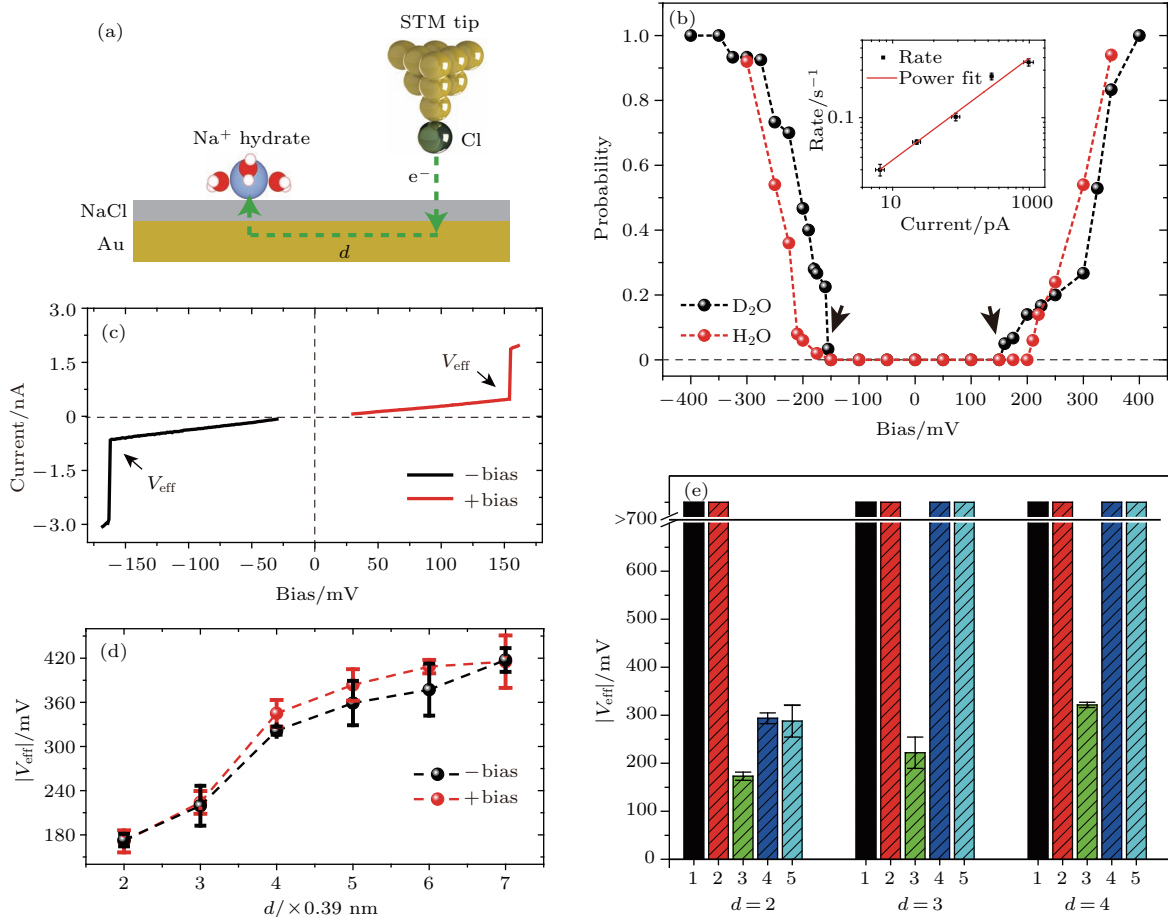 (a)
STM tip
Cl
Na⁺ hydrate
e⁻
NaCl
Au
d
(b)
1.0
0.8
0.6
0.4
0.2
0
Probability
D₂O
H₂O
−400 −300 −200 −100 0 100 200 300 400
Bias/mV
Rate
Power fit
Rate/s⁻¹
0.1
10 1000
Current/pA
(c)
3.0
1.5
0
−1.5
−3.0
Current/nA
Veff
Veff
−bias
+bias
−150 −100 −50 0 50 100 150
Bias/mV
(d)
420
360
300
240
180
|Veff|/mV
−bias
+bias
2 3 4 5 6 7
d/×0.39 nm
(e)
>700
600
500
400
300
200
100
0
|Veff|/mV
1 2 3 4 5 1 2 3 4 5 1 2 3 4 5
d=2 d=3 d=4